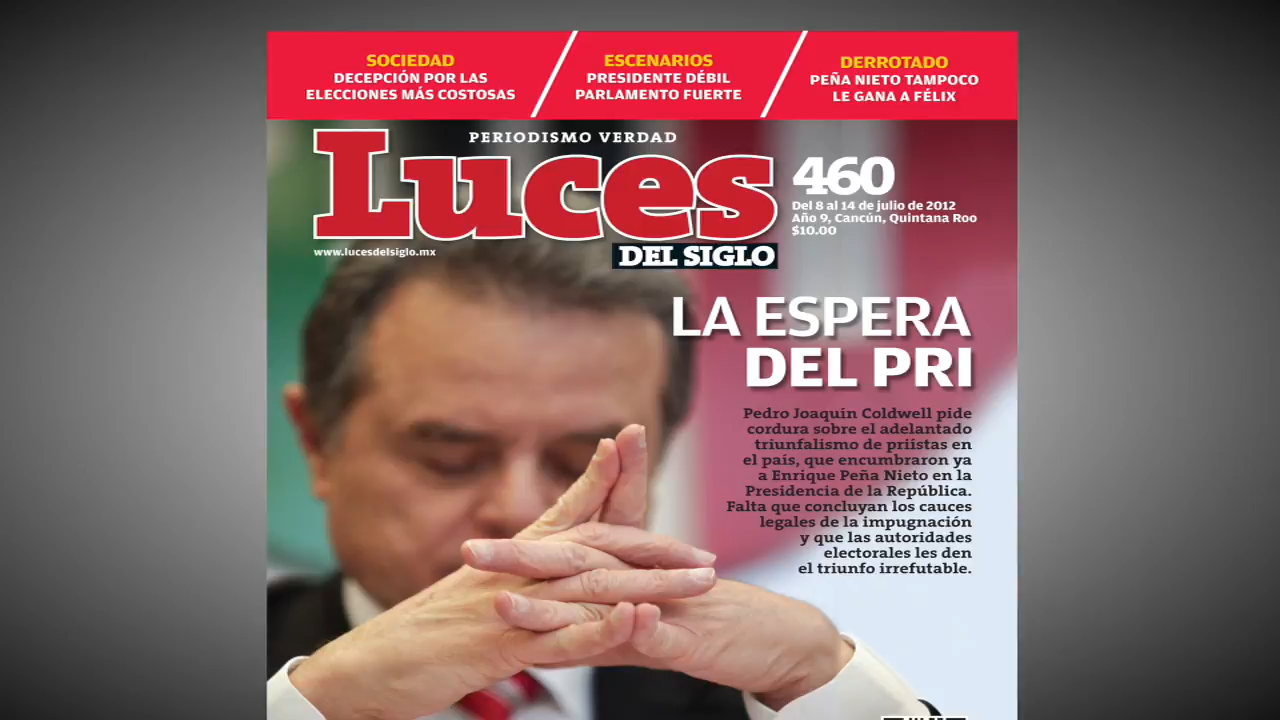 SOCIEDAD
DECEPCIÓN POR LAS
ELECCIONES MÁS COSTOSAS
ESCENARIOS
PRESIDENTE DÉBIL
PARLAMENTO FUERTE
DERROTADO
PEÑA NIETO TAMPOCO
LE GANA A FÉLIX
PERIODISMO VERDAD
Luces
DEL SIGLO
www.lucesdelsiglo.mx
460
Del 8 al 14 de julio de 2012
Año 9, Cancún, Quintana Roo
$10.00
LA ESPERA
DEL PRI
Pedro Joaquín Coldwell pide
cordura sobre el adelantado
triunfalismo de priistas en
el país, que encumbraron ya
a Enrique Peña Nieto en la
Presidencia de la República.
Falta que concluyan los cauces
legales de la impugnación
y que las autoridades
electorales les den
el triunfo irrefutable.